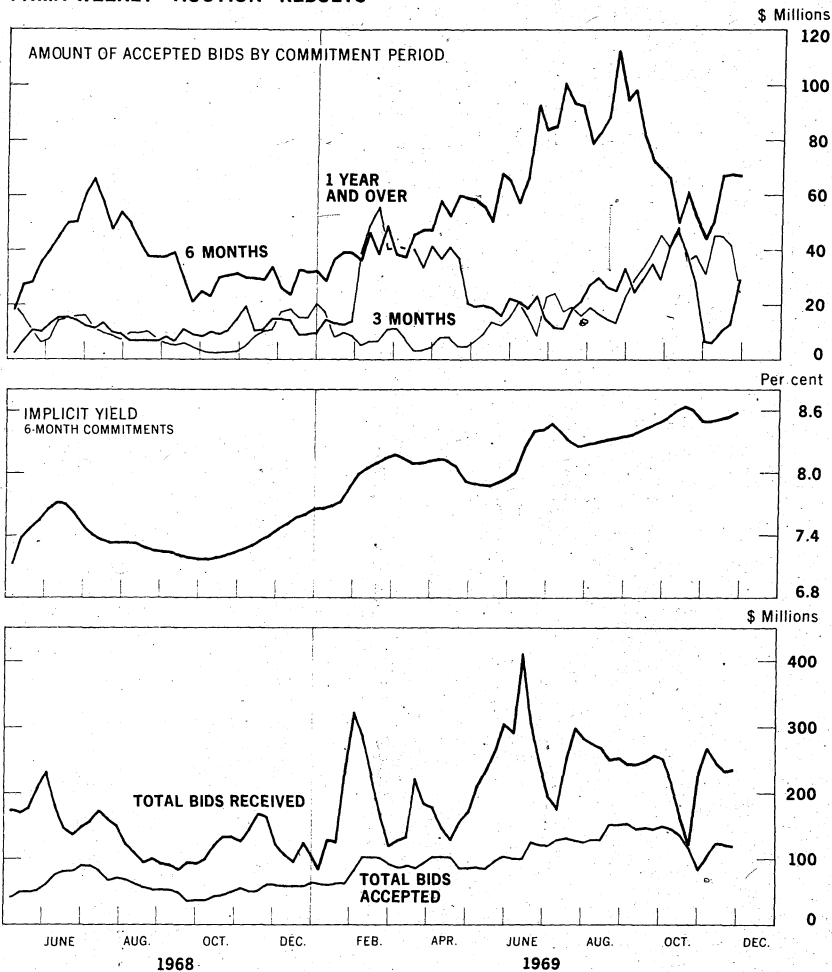 $ Millions
AMOUNT OF ACCEPTED BIDS BY COMMITMENT PERIOD
120
100
80
60
40
20
0
1 YEAR
AND OVER
6 MONTHS
3 MONTHS
Per cent
IMPLICIT YIELD
6-MONTH COMMITMENTS
8.6
8.0
7.4
6.8
$ Millions
400
300
200
100
0
TOTAL BIDS RECEIVED
TOTAL BIDS
ACCEPTED
JUNE AUG. OCT. DEC. FEB. APR. JUNE AUG. OCT. DEC.
1968 1969